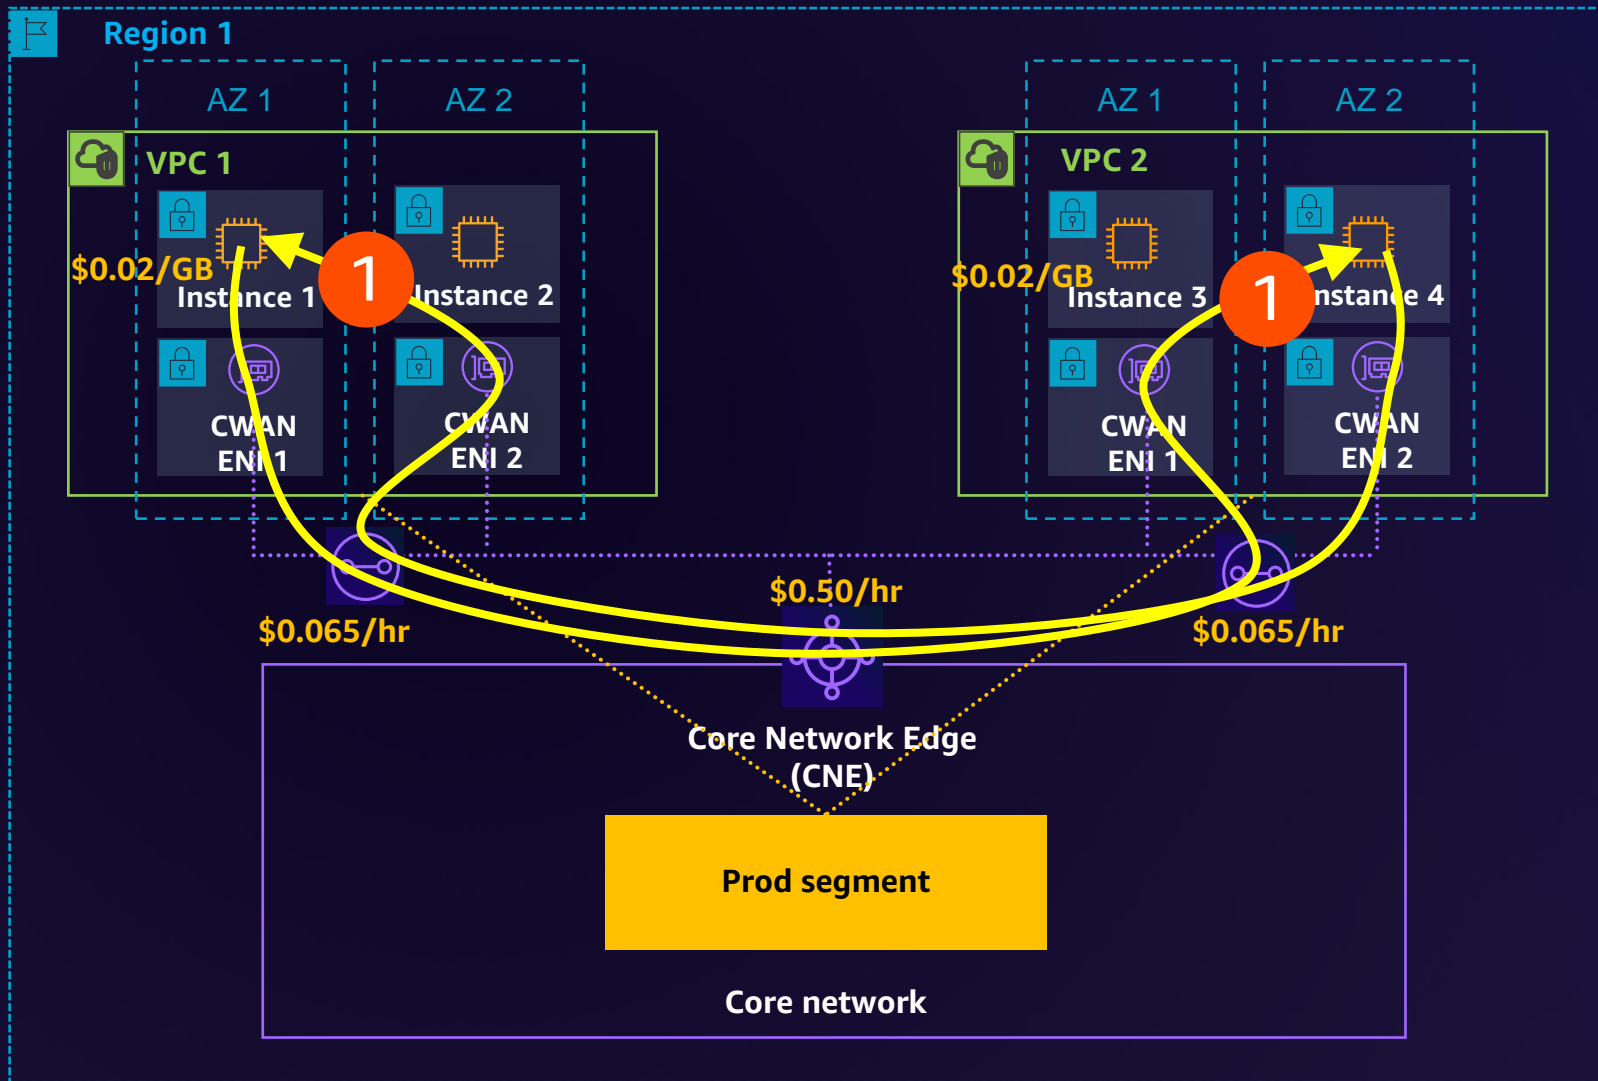 Region 1
AZ 1
AZ 2
VPC 1
$0.02/GB
Instance 1
1
Instance 2
CWAN
ENI 1
CWAN
ENI 2
AZ 1
AZ 2
VPC 2
$0.02/GB
Instance 3
1
Instance 4
CWAN
ENI 1
CWAN
ENI 2
$0.065/hr
$0.50/hr
$0.065/hr
Core Network Edge
(CNE)
Prod segment
Core network